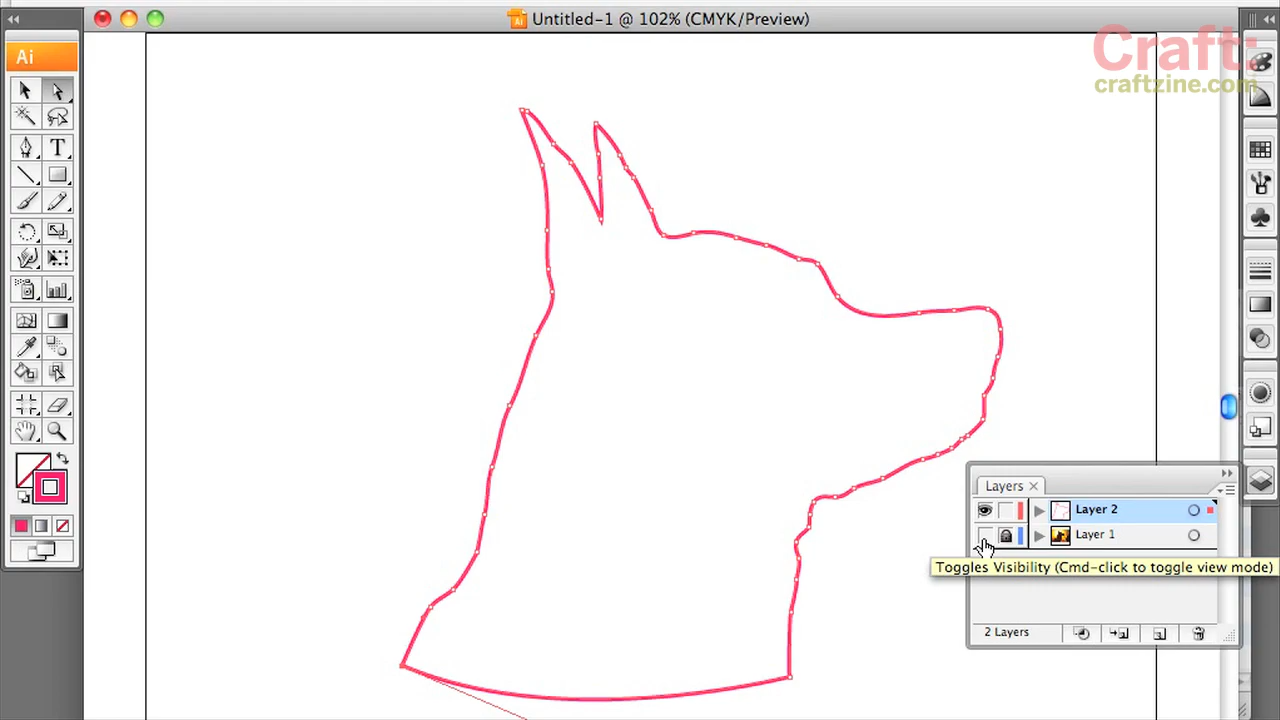 Untitled-1 @ 102% (CMYK/Preview)
Craft:
craftzine.com
Ai
T
Layers
Layer 2
Layer 1
Toggles Visibility (Cmd-click to toggle view mode)
2 Layers